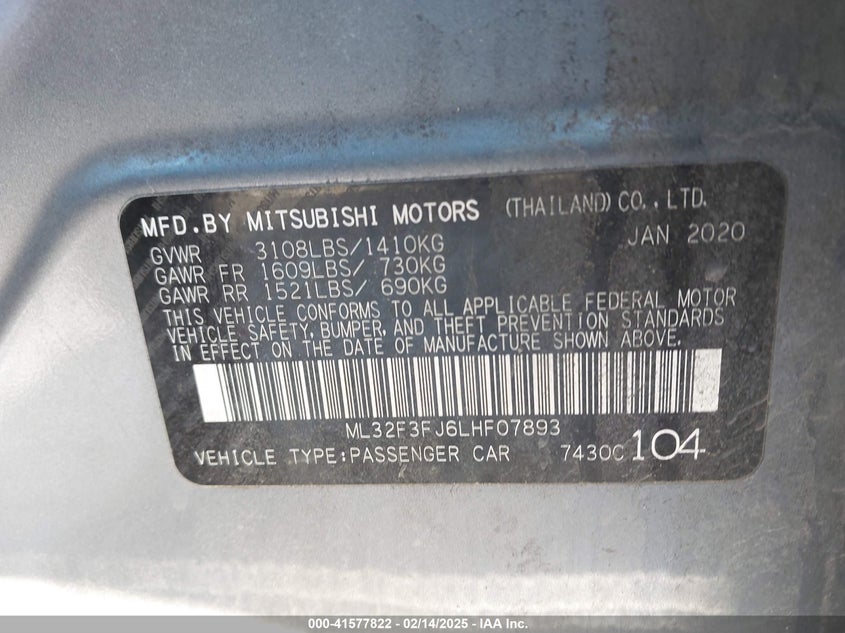 MFD.BY MITSUBISHI MOTORS (THAILAND) CO., LTD.
GVWR 3108LBS/1410KG JAN 2020
GAWR FR 1609LBS/ 730KG
GAWR RR 1521LBS/ 690KG
THIS VEHICLE CONFORMS TO ALL APPLICABLE FEDERAL MOTOR
VEHICLE SAFETY, BUMPER, AND THEFT PREVENTION STANDARDS
IN EFFECT ON THE DATE OF MANUFACTURE SHOWN ABOVE.
ML32F3FJ6LHF07893
VEHICLE TYPE:PASSENGER CAR 7430C 104
000-41577822 - 02/14/2025 - IAA Inc.